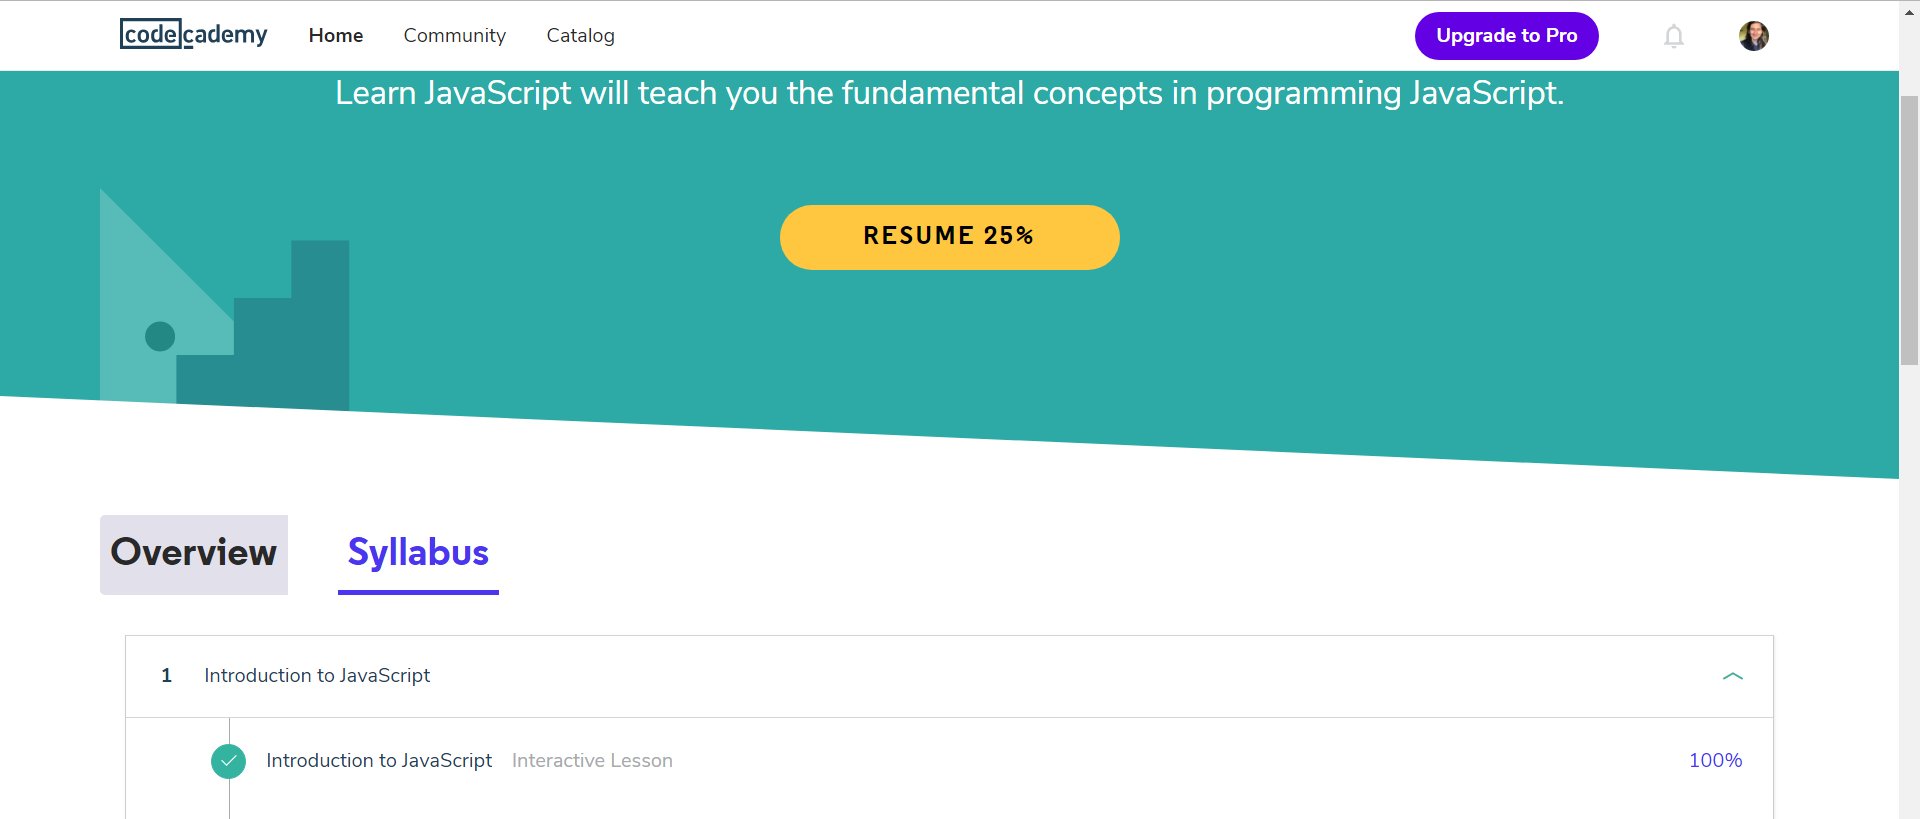 codecademy Home Community Catalog Upgrade to Pro
Learn JavaScript will teach you the fundamental concepts in programming JavaScript.
RESUME 25%
Overview Syllabus
1 Introduction to JavaScript
Introduction to JavaScript Interactive Lesson 100%